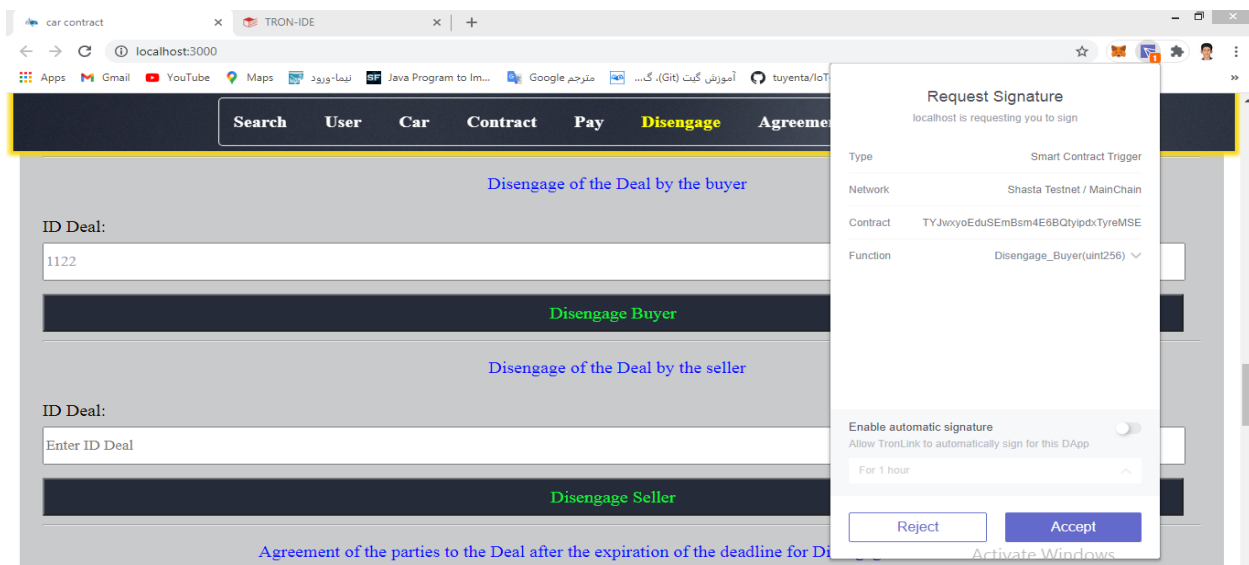 car contract
TRON-IDE
localhost:3000
Apps Gmail YouTube Maps نیما-ورود Java Program to Im... مترجم Google آموزش گیت (Git)، گ... tuyenta/IoT
Search User Car Contract Pay Disengage Agreeme
Disengage of the Deal by the buyer
ID Deal:
1122
Disengage Buyer
Disengage of the Deal by the seller
ID Deal:
Enter ID Deal
Disengage Seller
Agreement of the parties to the Deal after the expiration of the deadline for Di
1
Request Signature
localhost is requesting you to sign
Type Smart Contract Trigger
Network Shasta Testnet / MainChain
Contract TYJwxyoEduSEmBsm4E6BQtyipdxTyreMSE
Function Disengage_Buyer(uint256)
Enable automatic signature
Allow TronLink to automatically sign for this DApp
For 1 hour
Reject Accept
Activate Windows